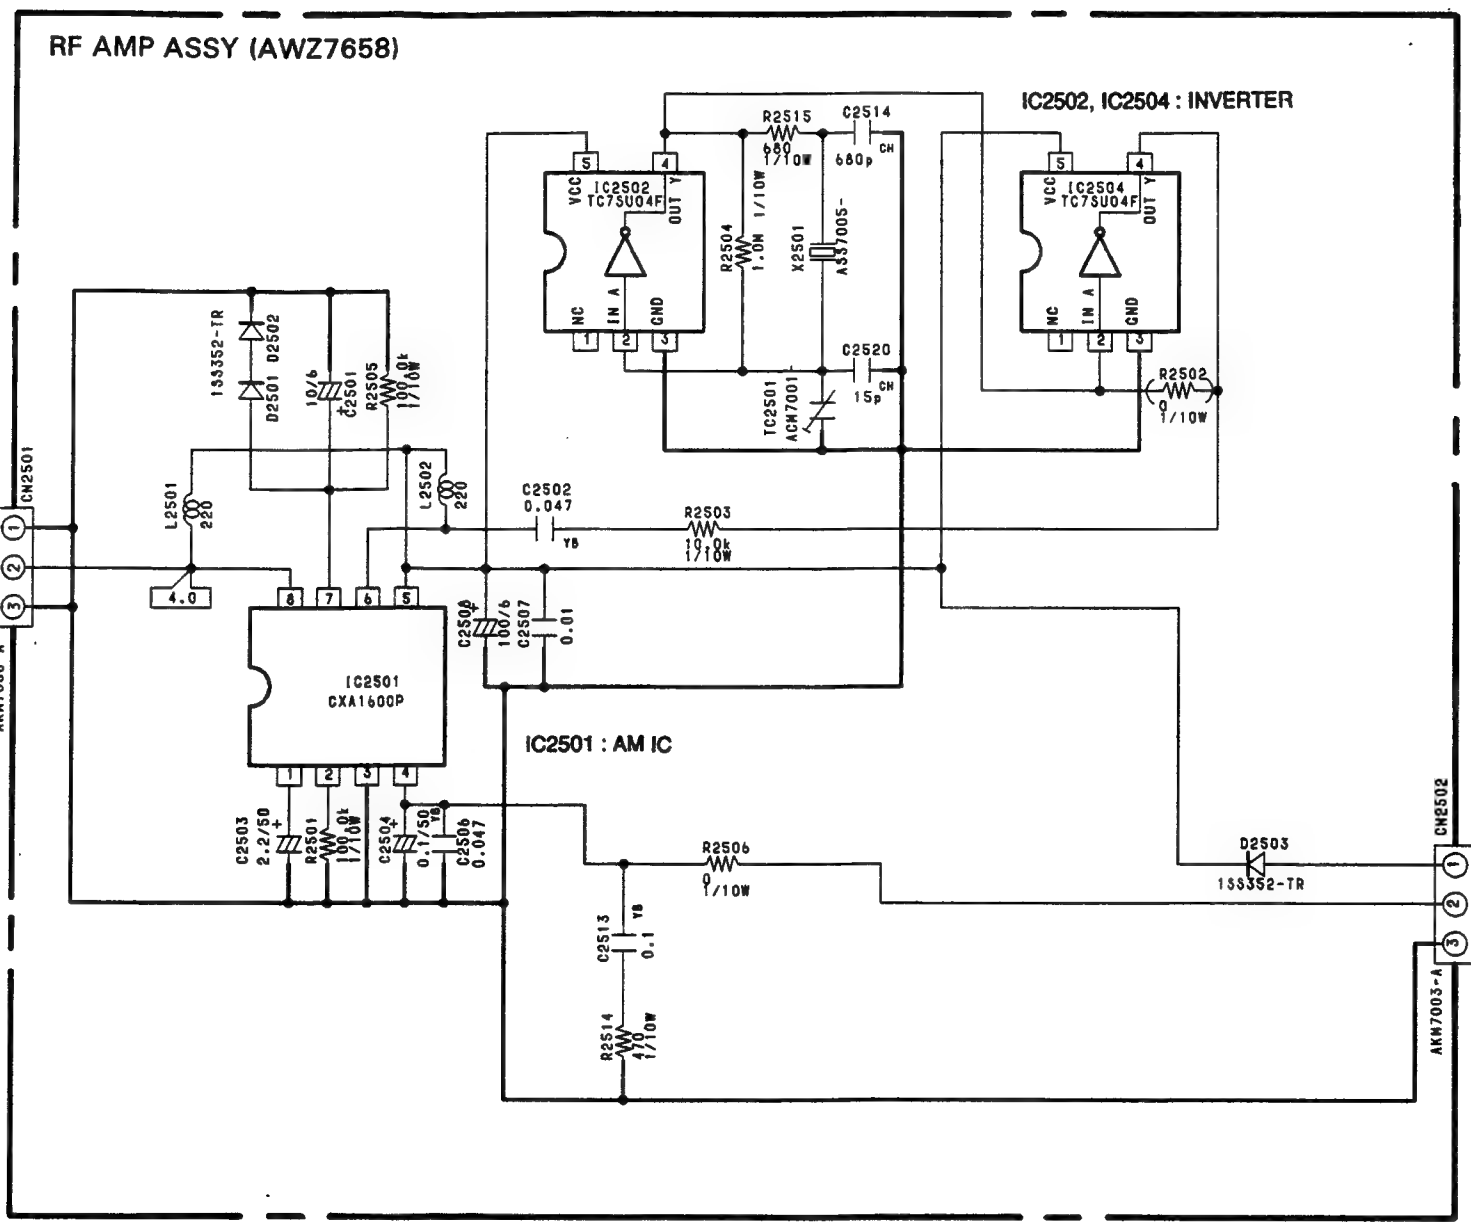 RF AMP ASSY (AWZ7658)
IC2502, IC2504 : INVERTER
R2515
680
1/10W
C2514
680p
CH
5
4
VCC
IC2502
TC7SU04F
OUT Y
NC
IN A
GND
1
2
3
R2504
1.0M 1/10W
X2501
ASS7005-
5
4
VCC
IC2504
TC7SU04F
OUT Y
NC
IN A
GND
1
2
3
1SS352-TR
D2501 D2502
10/6
+
C2501
R2505
100.0k
1/10W
TC2501
ACM7001
C2520
15p
CH
R2502
0
1/10W
CN2501
1
2
3
L2501
220
L2502
220
C2502
0.047
YB
R2503
10.0k
1/10W
4.0
8
7
6
5
C2508
+
100/6
C2507
0.01
IC2501
CXA1600P
IC2501 : AM IC
1
2
3
4
C2503
2.2/50
+
R2501
100.0k
1/10W
C2504
+
0.1/50
YB
C2506
0.047
R2506
0
1/10W
D2503
1SS352-TR
CN2502
1
2
3
AKM7003-A
C2513
YB
0.1
R2514
470
1/10W